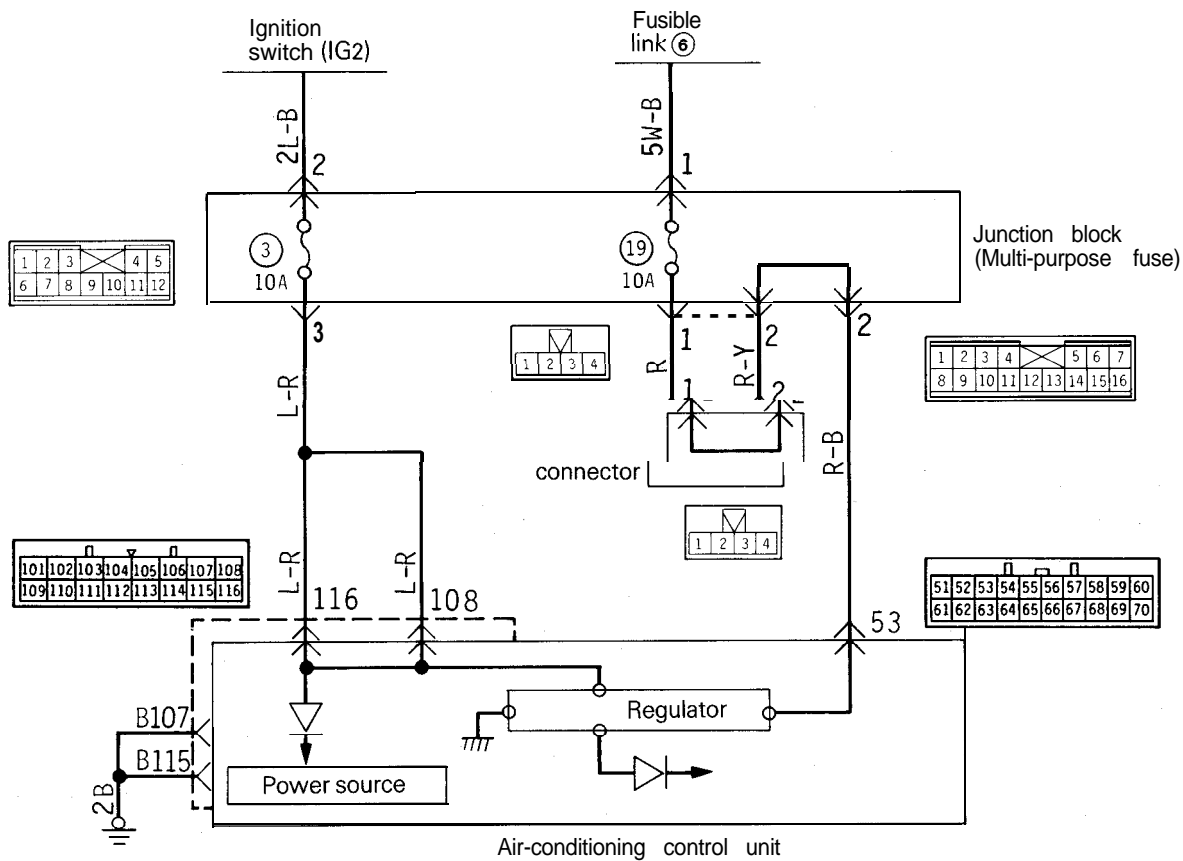 Ignition
switch (IG2)
Fusible
link ⑥
2L-B
2
5W-B
1
③
10A
⑲
10A
Junction block
(Multi-purpose fuse)
1 2 3 4 5
6 7 8 9 10 11 12
3
1
2
2
1 2 3 4
R
R-Y
1 2 3 4 5 6 7
8 9 10 11 12 13 14 15 16
L-R
1
2
R-B
connector
1 2 3 4
101 102 103 104 105 106 107 108
109 110 111 112 113 114 115 116
L-R
L-R
116
108
53
51 52 53 54 55 56 57 58 59 60
61 62 63 64 65 66 67 68 69 70
B107
B115
2B
Regulator
Power source
Air-conditioning control unit